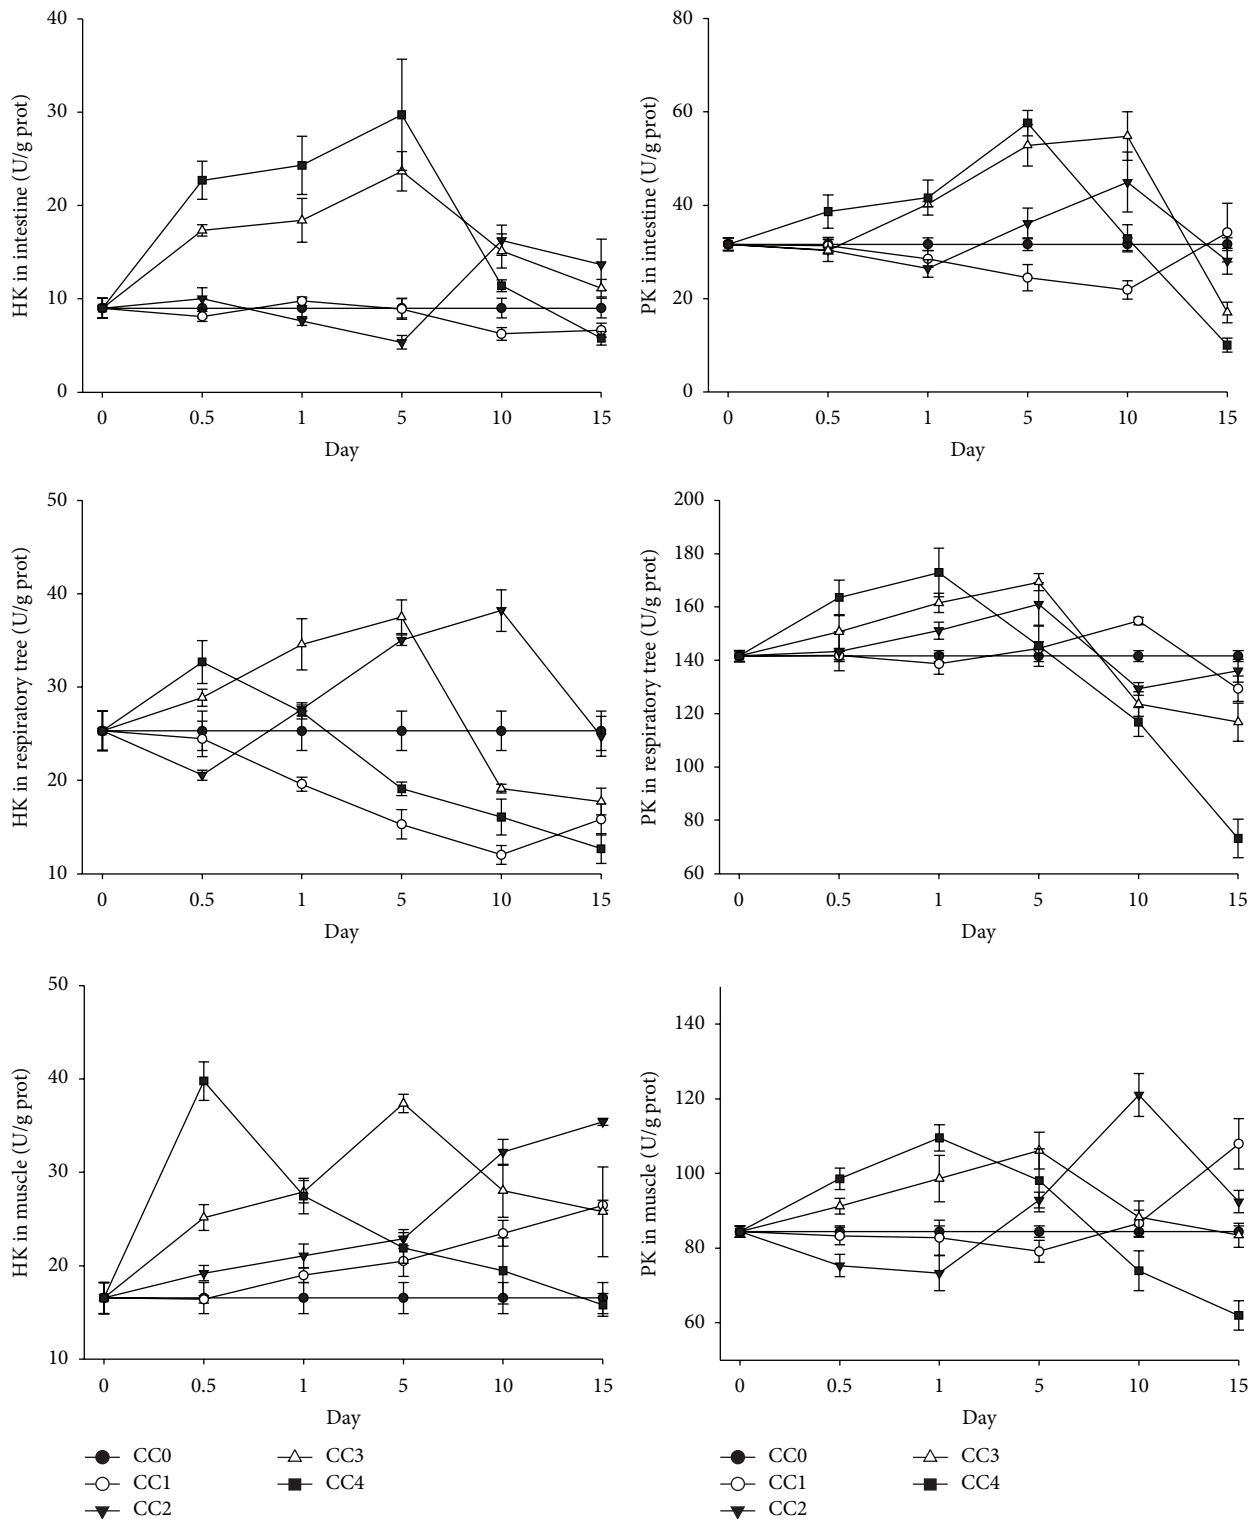 HK in intestine (U/g prot)
40
30
20
10
0
0 0.5 1 5 10 15
Day
PK in intestine (U/g prot)
80
60
40
20
0
0 0.5 1 5 10 15
Day
HK in respiratory tree (U/g prot)
50
40
30
20
10
0 0.5 1 5 10 15
Day
PK in respiratory tree (U/g prot)
200
180
160
140
120
100
80
60
0 0.5 1 5 10 15
Day
HK in muscle (U/g prot)
50
40
30
20
10
0 0.5 1 5 10 15
Day
PK in muscle (U/g prot)
140
120
100
80
60
0 0.5 1 5 10 15
Day
CC0
CC1
CC2
CC3
CC4
CC0
CC1
CC2
CC3
CC4